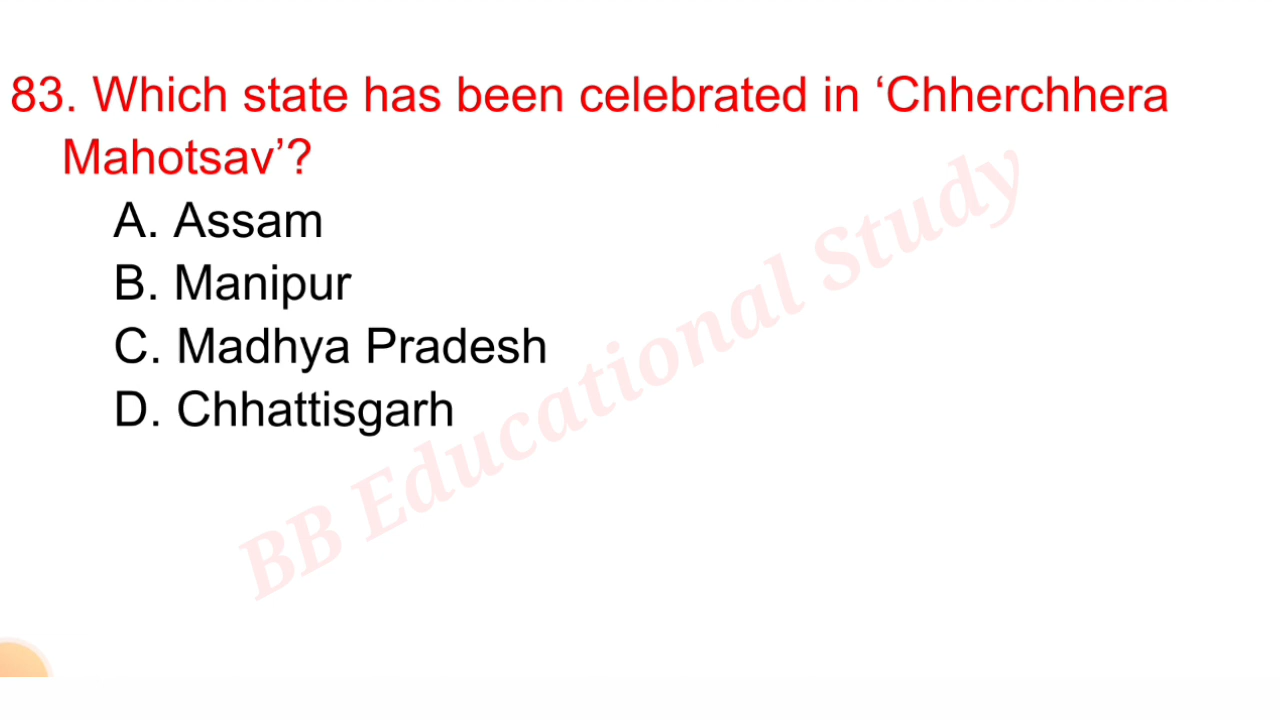 83. Which state has been celebrated in ‘Chherchhera
Mahotsav’?
A. Assam
B. Manipur
C. Madhya Pradesh
D. Chhattisgarh
BB Educational Study